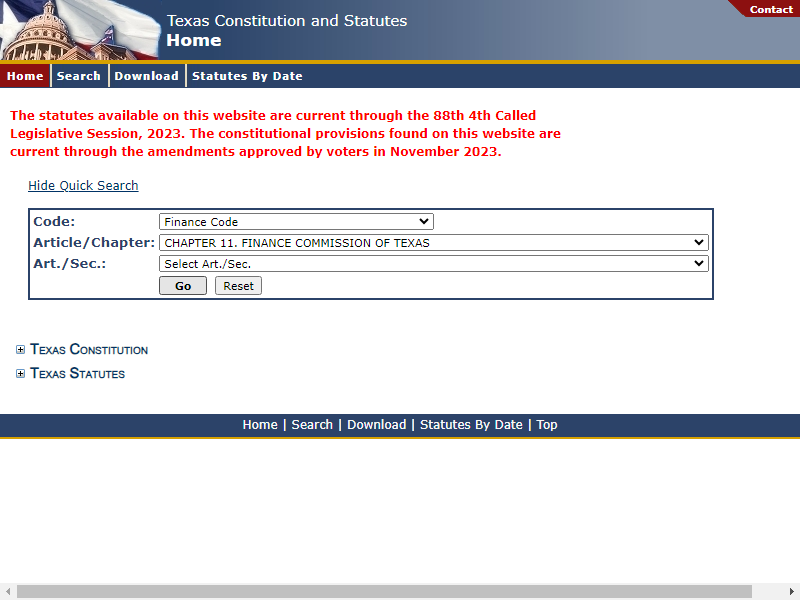 Contact
Texas Constitution and Statutes
Home
Home Search Download Statutes By Date
The statutes available on this website are current through the 88th 4th Called
Legislative Session, 2023. The constitutional provisions found on this website are
current through the amendments approved by voters in November 2023.
Hide Quick Search
Code: Finance Code
Article/Chapter: CHAPTER 11. FINANCE COMMISSION OF TEXAS
Art./Sec.: Select Art./Sec.
Go Reset
Texas Constitution
Texas Statutes
Home | Search | Download | Statutes By Date | Top